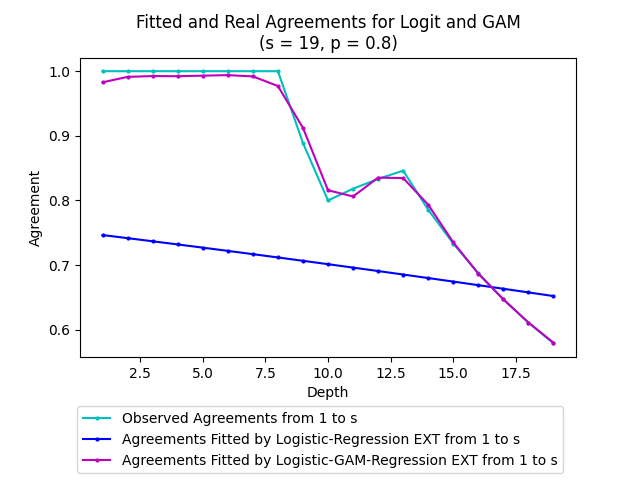 Fitted and Real Agreements for Logit and GAM
(s = 19, p = 0.8)
1.0
0.9
0.8
0.7
0.6
Agreement
2.5 5.0 7.5 10.0 12.5 15.0 17.5
Depth
Observed Agreements from 1 to s
Agreements Fitted by Logistic-Regression EXT from 1 to s
Agreements Fitted by Logistic-GAM-Regression EXT from 1 to s